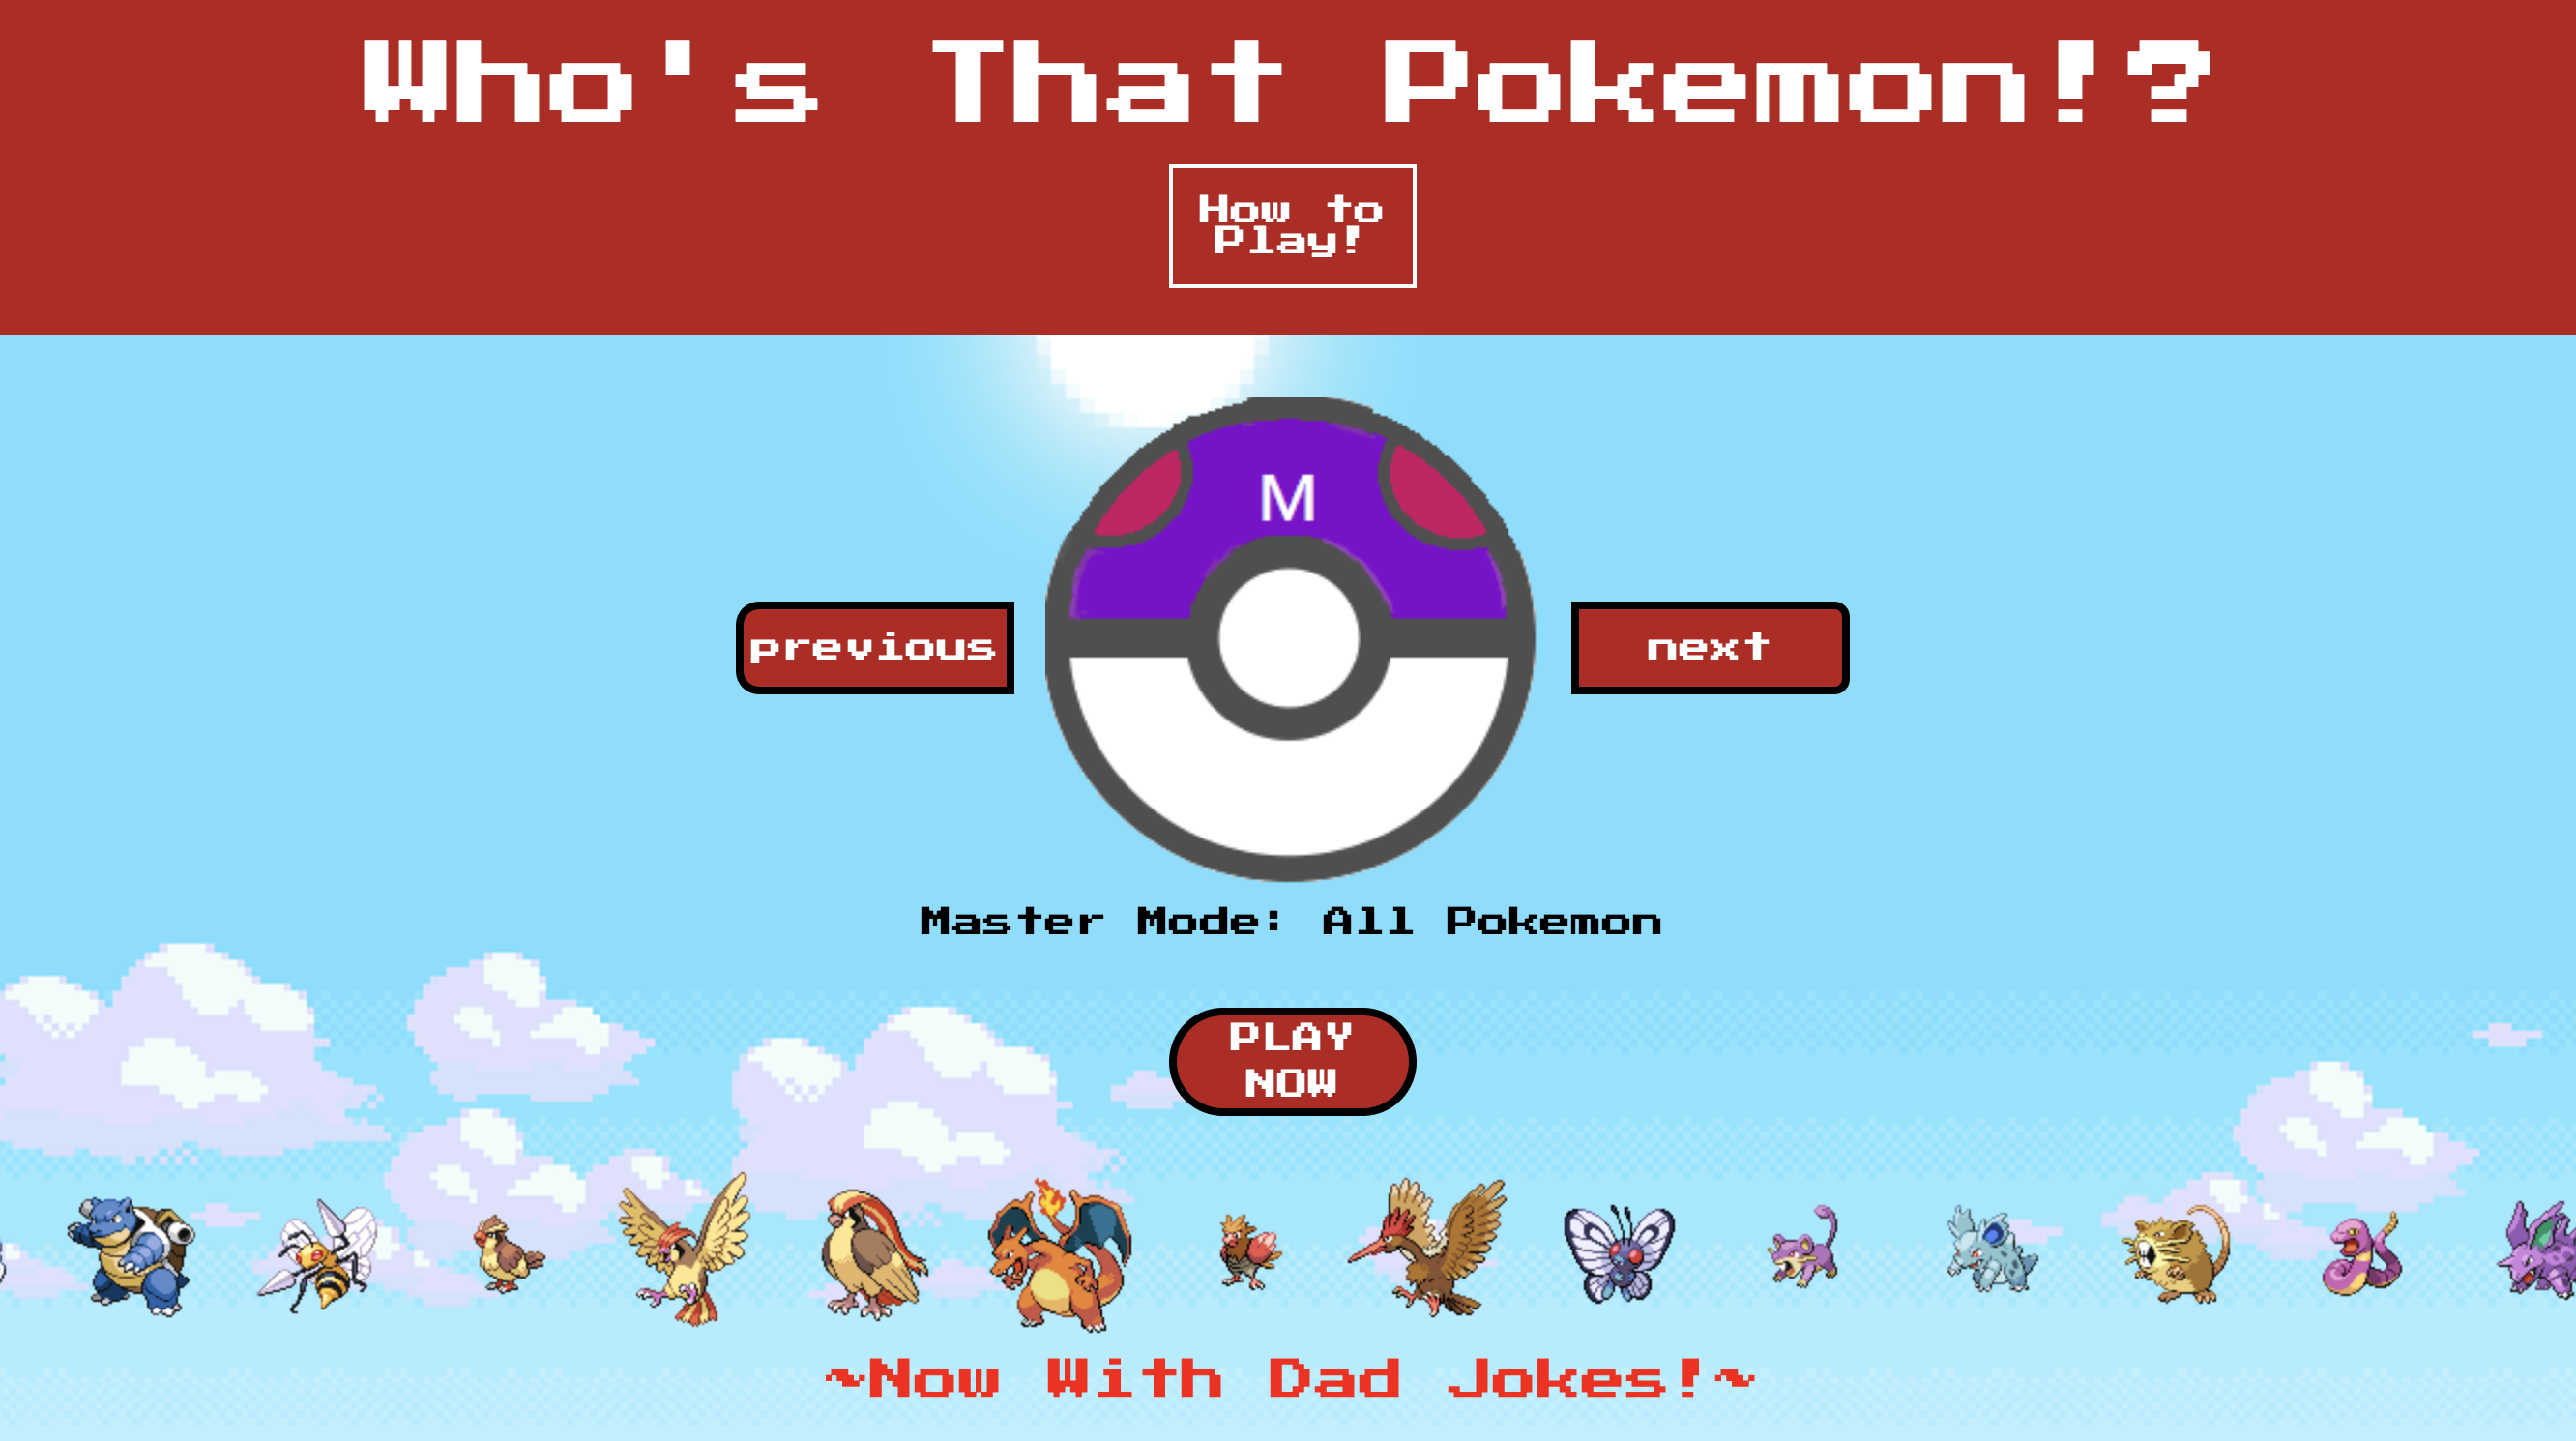 Who's That Pokemon!?
How to
Play!
M
previous
next
Master Mode: All Pokemon
PLAY
NOW
~Now With Dad Jokes!~